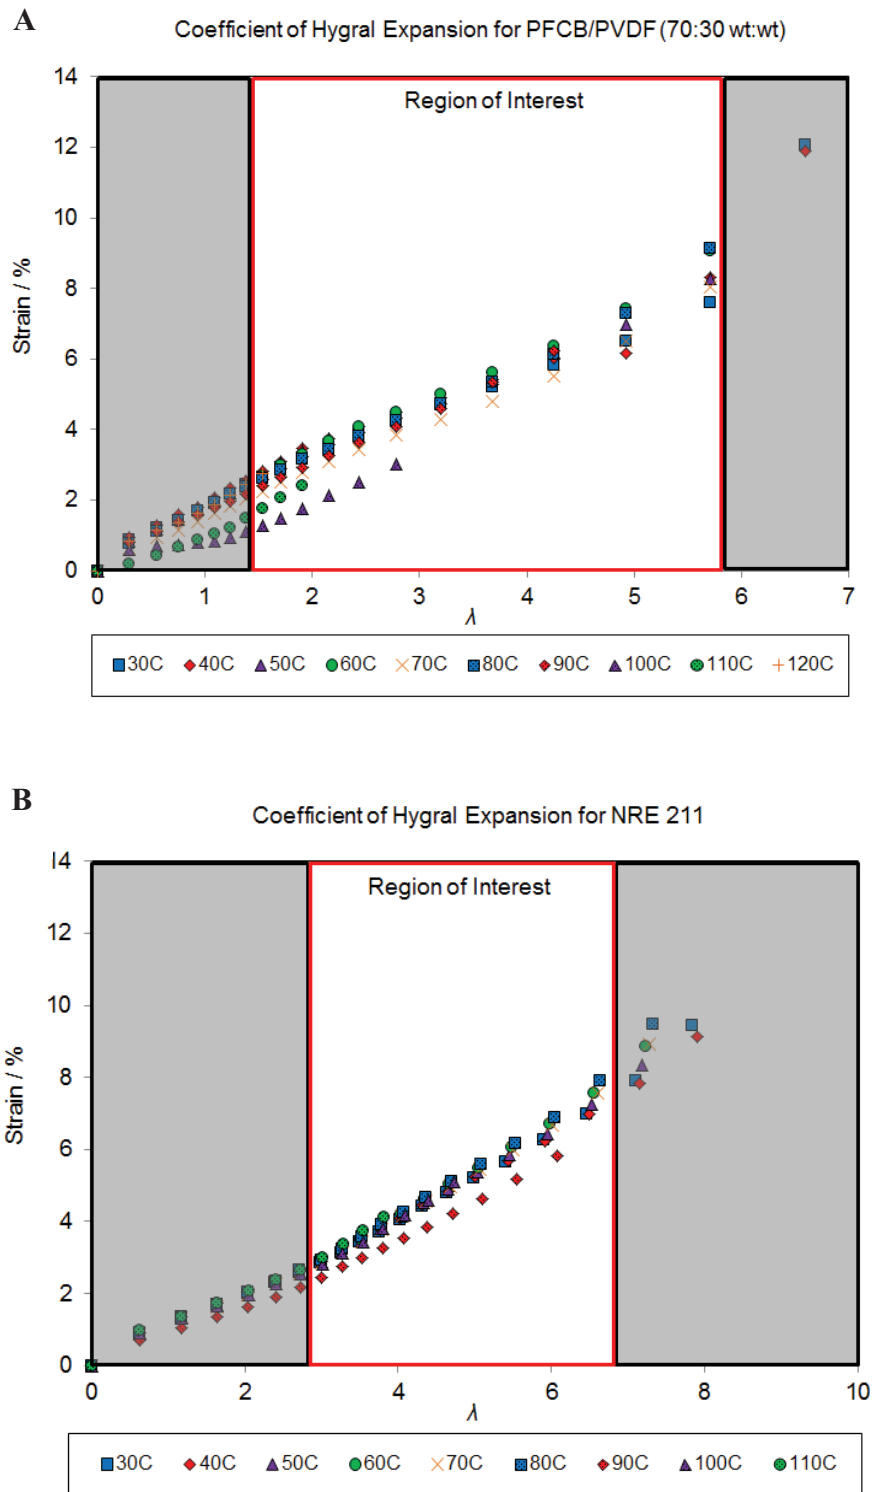 A
Coefficient of Hygral Expansion for PFCB/PVDF (70:30 wt:wt)
Region of Interest
14
12
10
8
6
4
2
0
Strain / %
0 1 2 3 4 5 6 7
λ
30C 40C 50C 60C 70C 80C 90C 100C 110C 120C
B
Coefficient of Hygral Expansion for NRE 211
Region of Interest
14
12
10
8
6
4
2
0
Strain / %
0 2 4 6 8 10
λ
30C 40C 50C 60C 70C 80C 90C 100C 110C